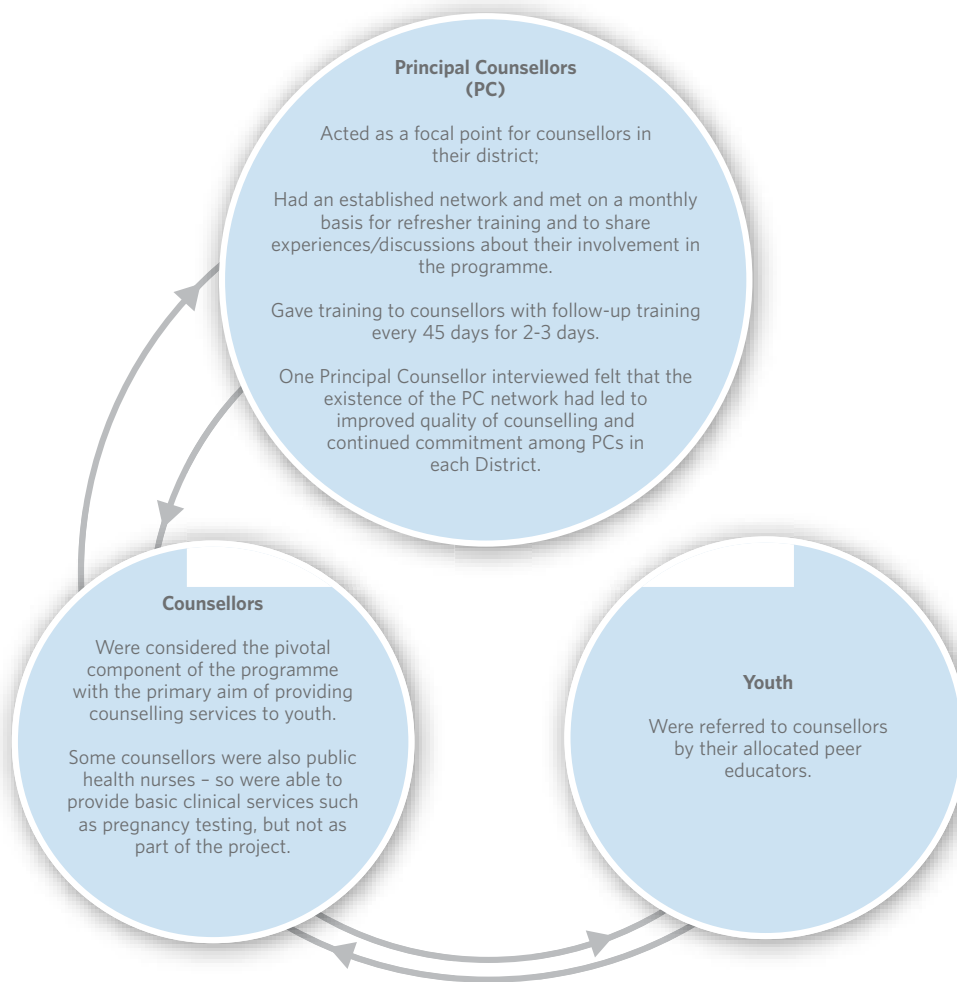 Principal Counsellors
(PC)
Acted as a focal point for counsellors in
their district;
Had an established network and met on a monthly
basis for refresher training and to share
experiences/discussions about their involvement in
the programme.
Gave training to counsellors with follow-up training
every 45 days for 2-3 days.
One Principal Counsellor interviewed felt that the
existence of the PC network had led to
improved quality of counselling and
continued commitment among PCs in
each District.
Counsellors
Were considered the pivotal
component of the programme
with the primary aim of providing
counselling services to youth.
Some counsellors were also public
health nurses – so were able to
provide basic clinical services such
as pregnancy testing, but not as
part of the project.
Youth
Were referred to counsellors
by their allocated peer
educators.